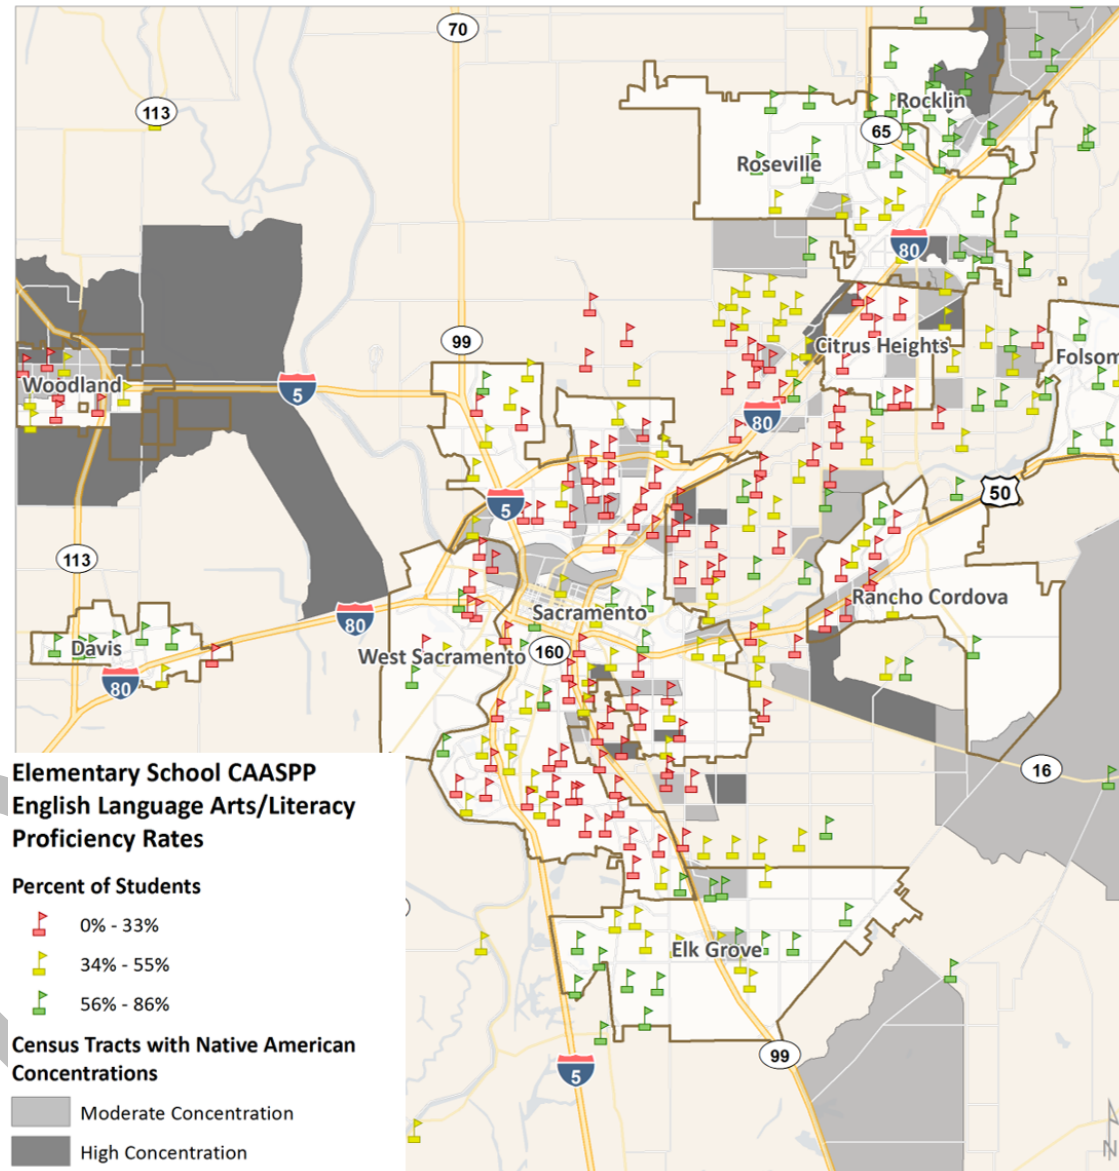 70
113
Rocklin
65
Roseville
80
99
Citrus Heights
Folsom
Woodland
5
80
5
50
113
80
Rancho Cordova
Sacramento
Davis
West Sacramento
160
80
16
Elk Grove
99
5
Elementary School CAASPP
English Language Arts/Literacy
Proficiency Rates
Percent of Students
0% - 33%
34% - 55%
56% - 86%
Census Tracts with Native American
Concentrations
Moderate Concentration
High Concentration
N